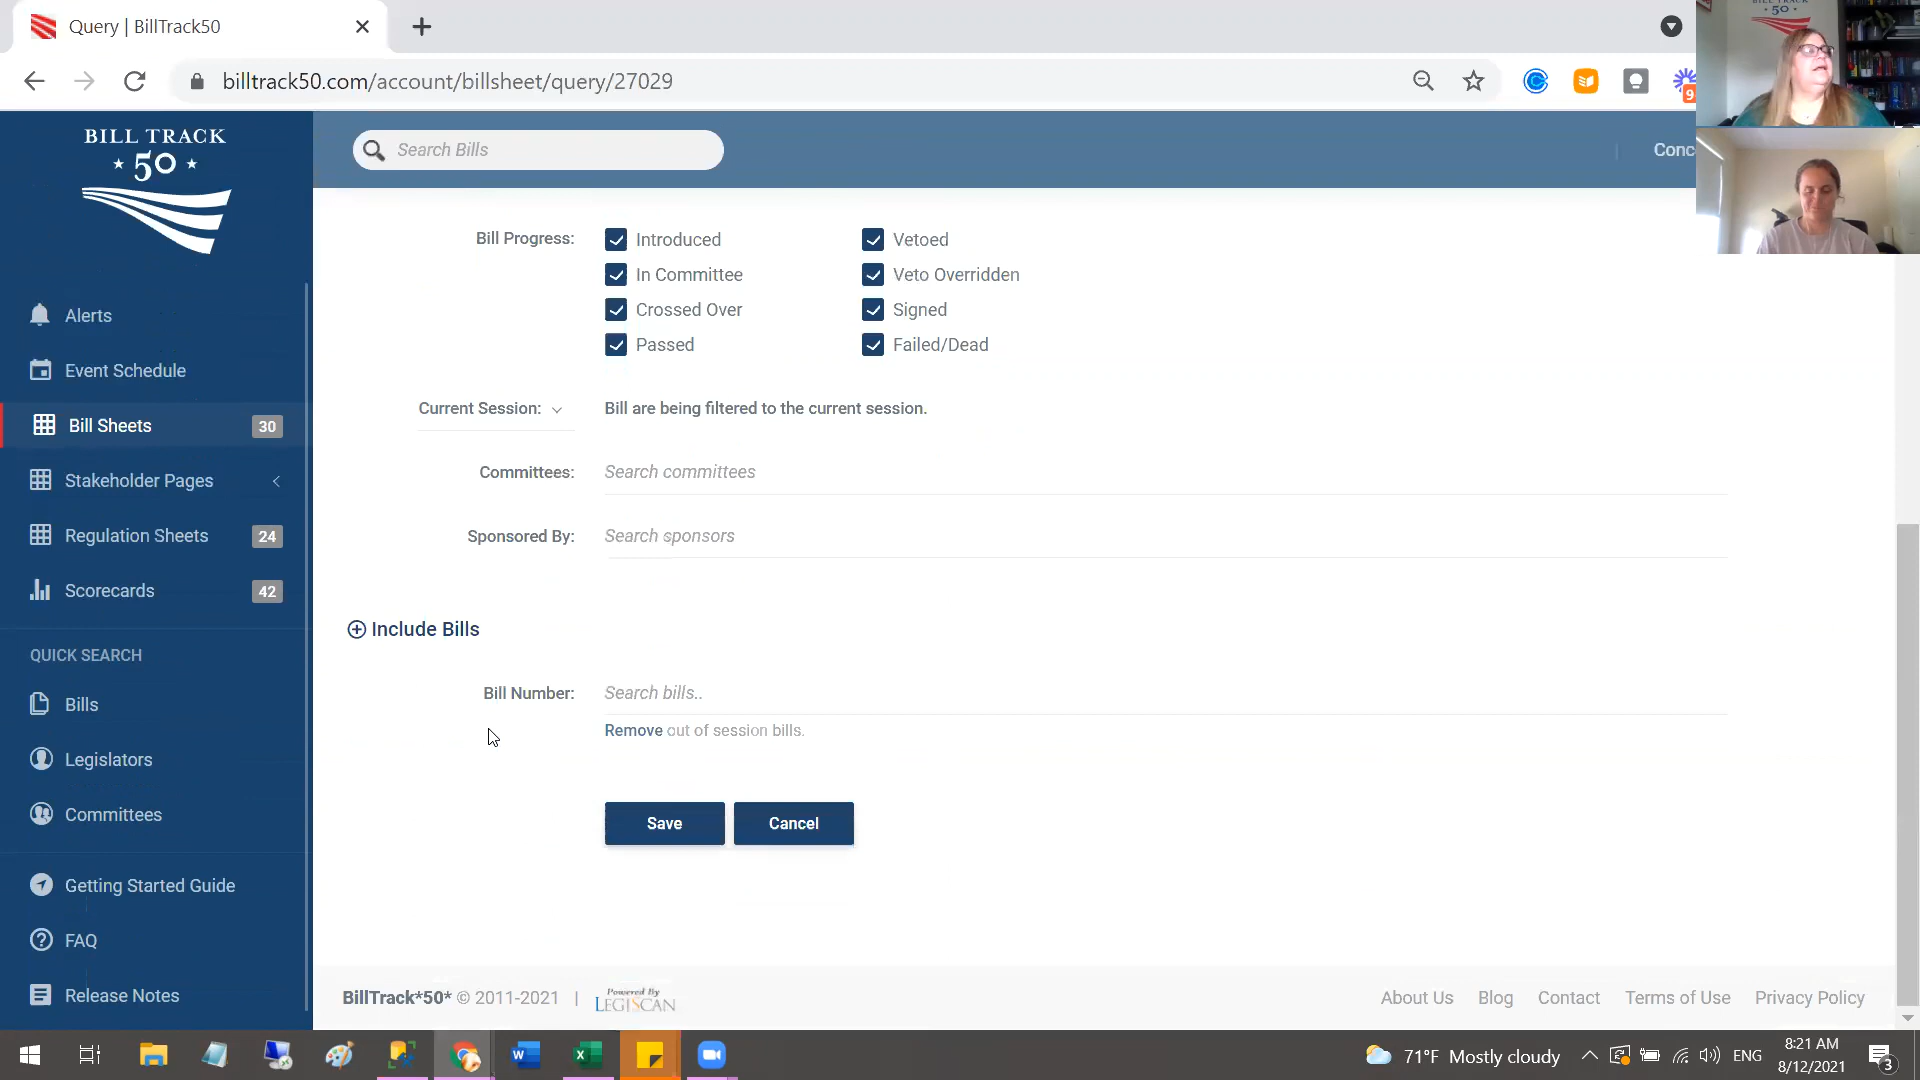 Query | BillTrack50
billtrack50.com/account/billsheet/query/27029
9
BILL TRACK
50
BILL TRACK
50
Search Bills
Conc
Alerts
Event Schedule
Bill Sheets 30
Stakeholder Pages
Regulation Sheets 24
Scorecards 42
QUICK SEARCH
Bills
Legislators
Committees
Getting Started Guide
FAQ
Release Notes
Bill Progress:
Introduced Vetoed
In Committee Veto Overridden
Crossed Over Signed
Passed Failed/Dead
Current Session: Bill are being filtered to the current session.
Committees: Search committees
Sponsored By: Search sponsors
Include Bills
Bill Number: Search bills..
Remove out of session bills.
Save Cancel
BillTrack*50* © 2011-2021 | Powered By LEGISCAN
About Us Blog Contact Terms of Use Privacy Policy
71°F Mostly cloudy ENG 8:21 AM
8/12/2021
3